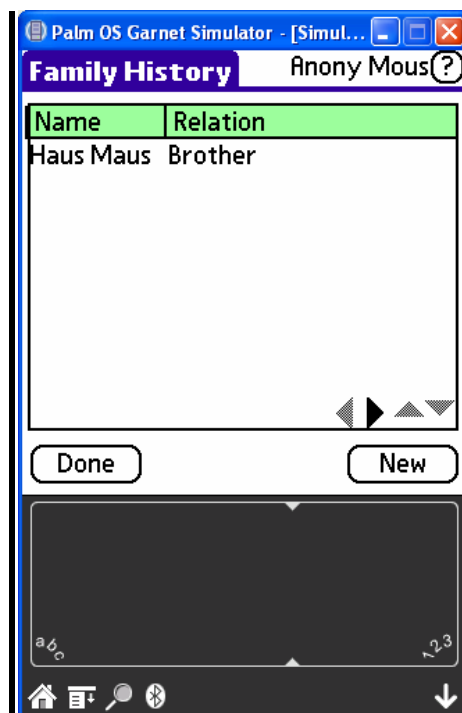 Palm OS Garnet Simulator - [Simul...
Family History Anony Mous ?
Name Relation
Haus Maus Brother
Done New
abc 123